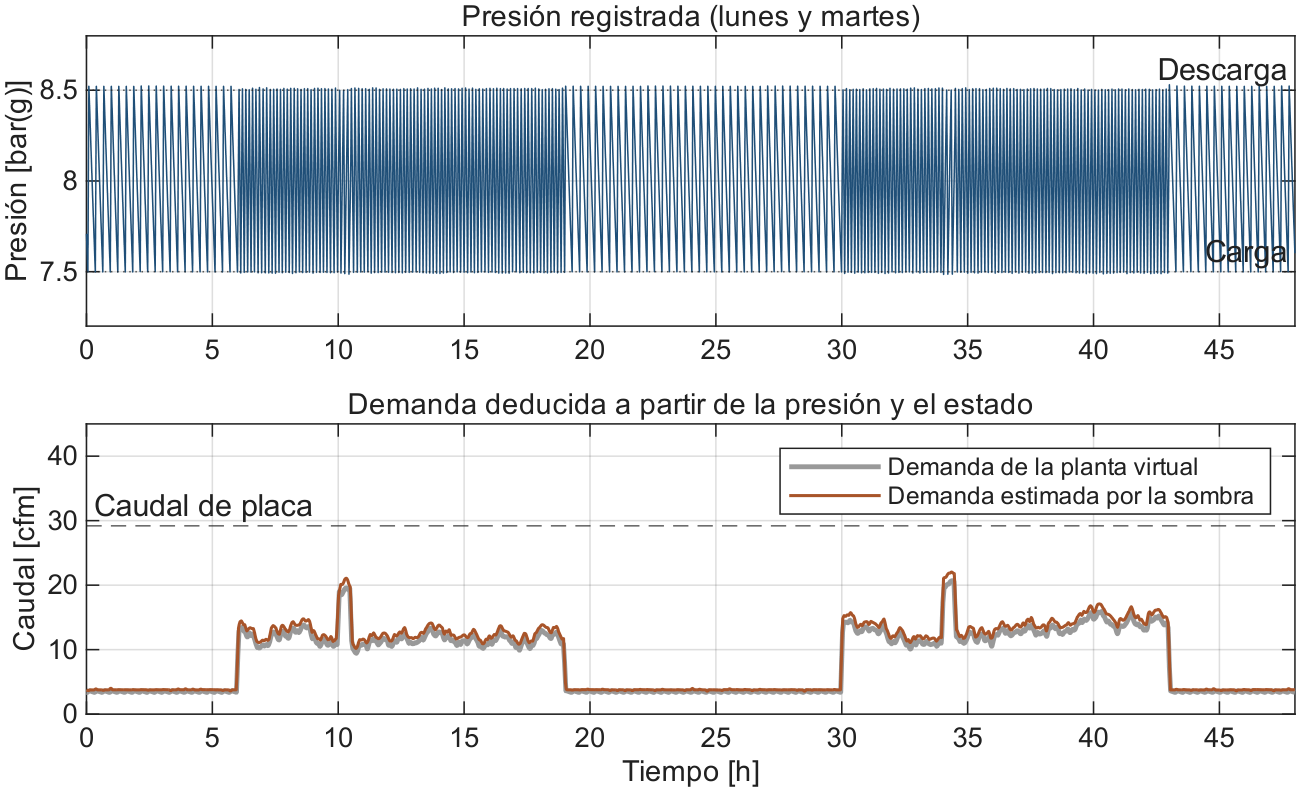 Presión registrada (lunes y martes)
Presión [bar(g)]
8.5
8
7.5
Descarga
Carga
0 5 10 15 20 25 30 35 40 45
Demanda deducida a partir de la presión y el estado
Caudal [cfm]
40
30
20
10
0
Demanda de la planta virtual
Demanda estimada por la sombra
Caudal de placa
0 5 10 15 20 25 30 35 40 45
Tiempo [h]